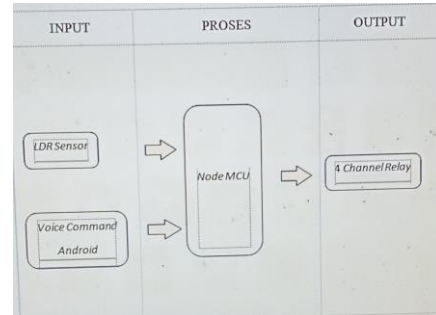 INPUT
PROSES
OUTPUT
LDR Sensor
Node MCU
4 Channel Relay
Voice Command
Android